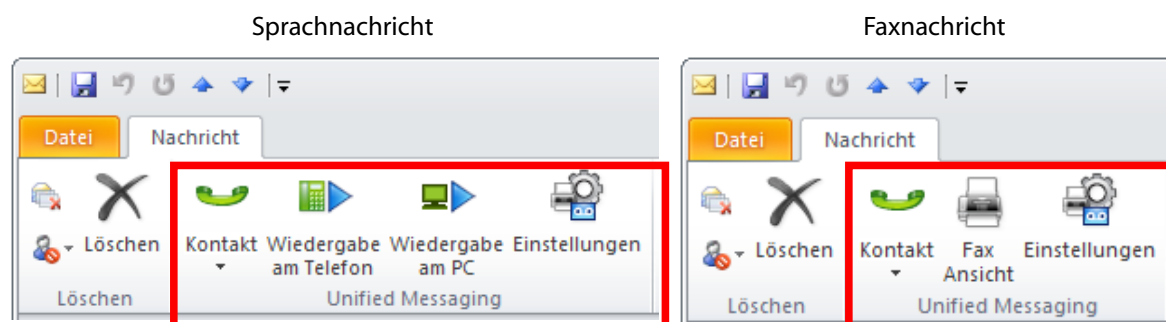 Sprachnachricht
Datei Nachricht
Löschen
Kontakt
Wiedergabe
am Telefon
Wiedergabe
am PC
Einstellungen
Löschen
Unified Messaging
Faxnachricht
Datei Nachricht
Löschen
Kontakt
Fax
Ansicht
Einstellungen
Löschen
Unified Messaging